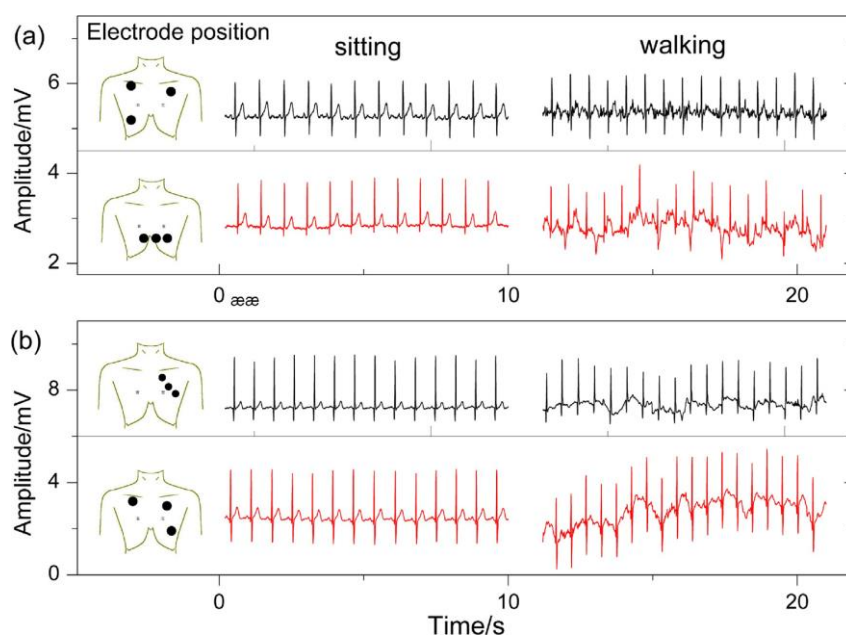 (a)
Electrode position
sitting
walking
Amplitude/mV
6
4
2
0
ææ
10
20
(b)
Amplitude/mV
8
4
0
0
10
20
Time/s